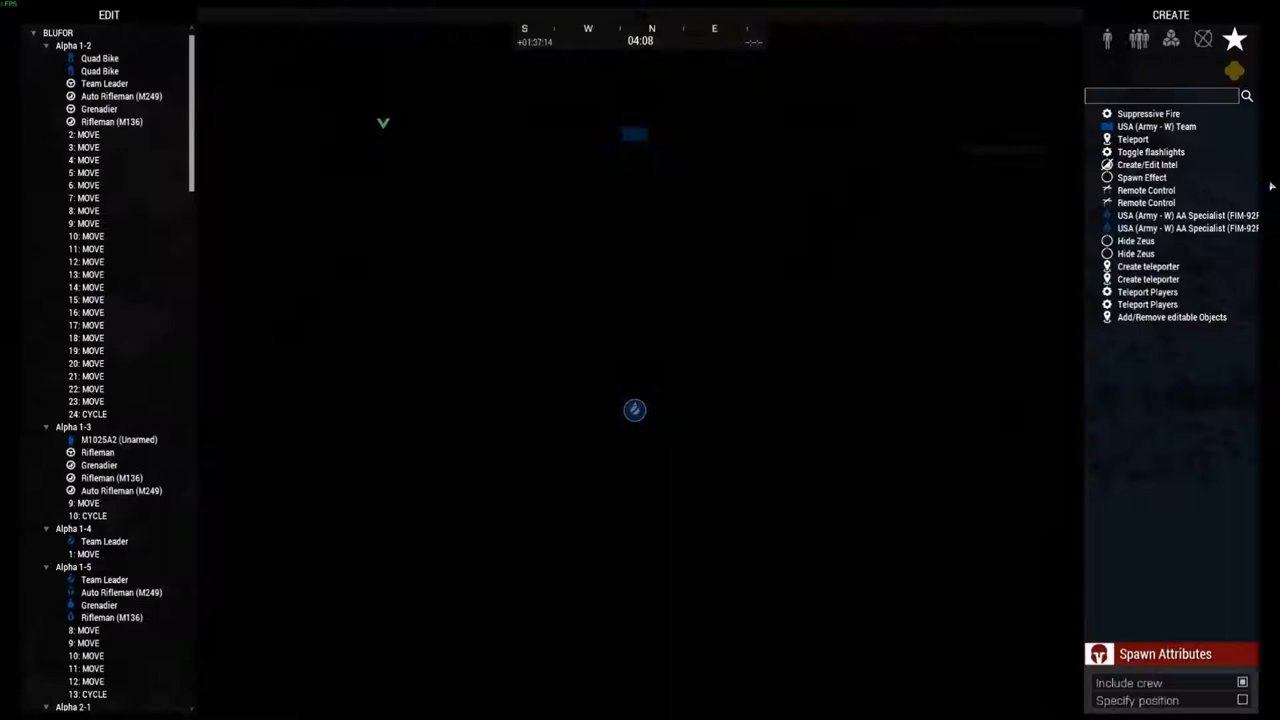 FPS
EDIT
BLUFOR
Alpha 1-2
Quad Bike
Quad Bike
Team Leader
Auto Rifleman (M249)
Grenadier
Rifleman (M136)
2: MOVE
3: MOVE
4: MOVE
5: MOVE
6: MOVE
7: MOVE
8: MOVE
9: MOVE
10: MOVE
11: MOVE
12: MOVE
13: MOVE
14: MOVE
15: MOVE
16: MOVE
17: MOVE
18: MOVE
19: MOVE
20: MOVE
21: MOVE
22: MOVE
23: MOVE
24: CYCLE
Alpha 1-3
M1025A2 (Unarmed)
Rifleman
Grenadier
Rifleman (M136)
Auto Rifleman (M249)
9: MOVE
10: CYCLE
Alpha 1-4
Team Leader
1: MOVE
Alpha 1-5
Team Leader
Auto Rifleman (M249)
Grenadier
Rifleman (M136)
8: MOVE
9: MOVE
10: MOVE
11: MOVE
12: MOVE
13: CYCLE
Alpha 2-1
S W N E
+01:37:14 04:08 --:--
CREATE
Suppressive Fire
USA (Army - W) Team
Teleport
Toggle flashlights
Create/Edit Intel
Spawn Effect
Remote Control
Remote Control
USA (Army - W) AA Specialist (FIM-92F
USA (Army - W) AA Specialist (FIM-92F
Hide Zeus
Hide Zeus
Create teleporter
Create teleporter
Teleport Players
Teleport Players
Add/Remove editable Objects
Spawn Attributes
Include crew
Specify position